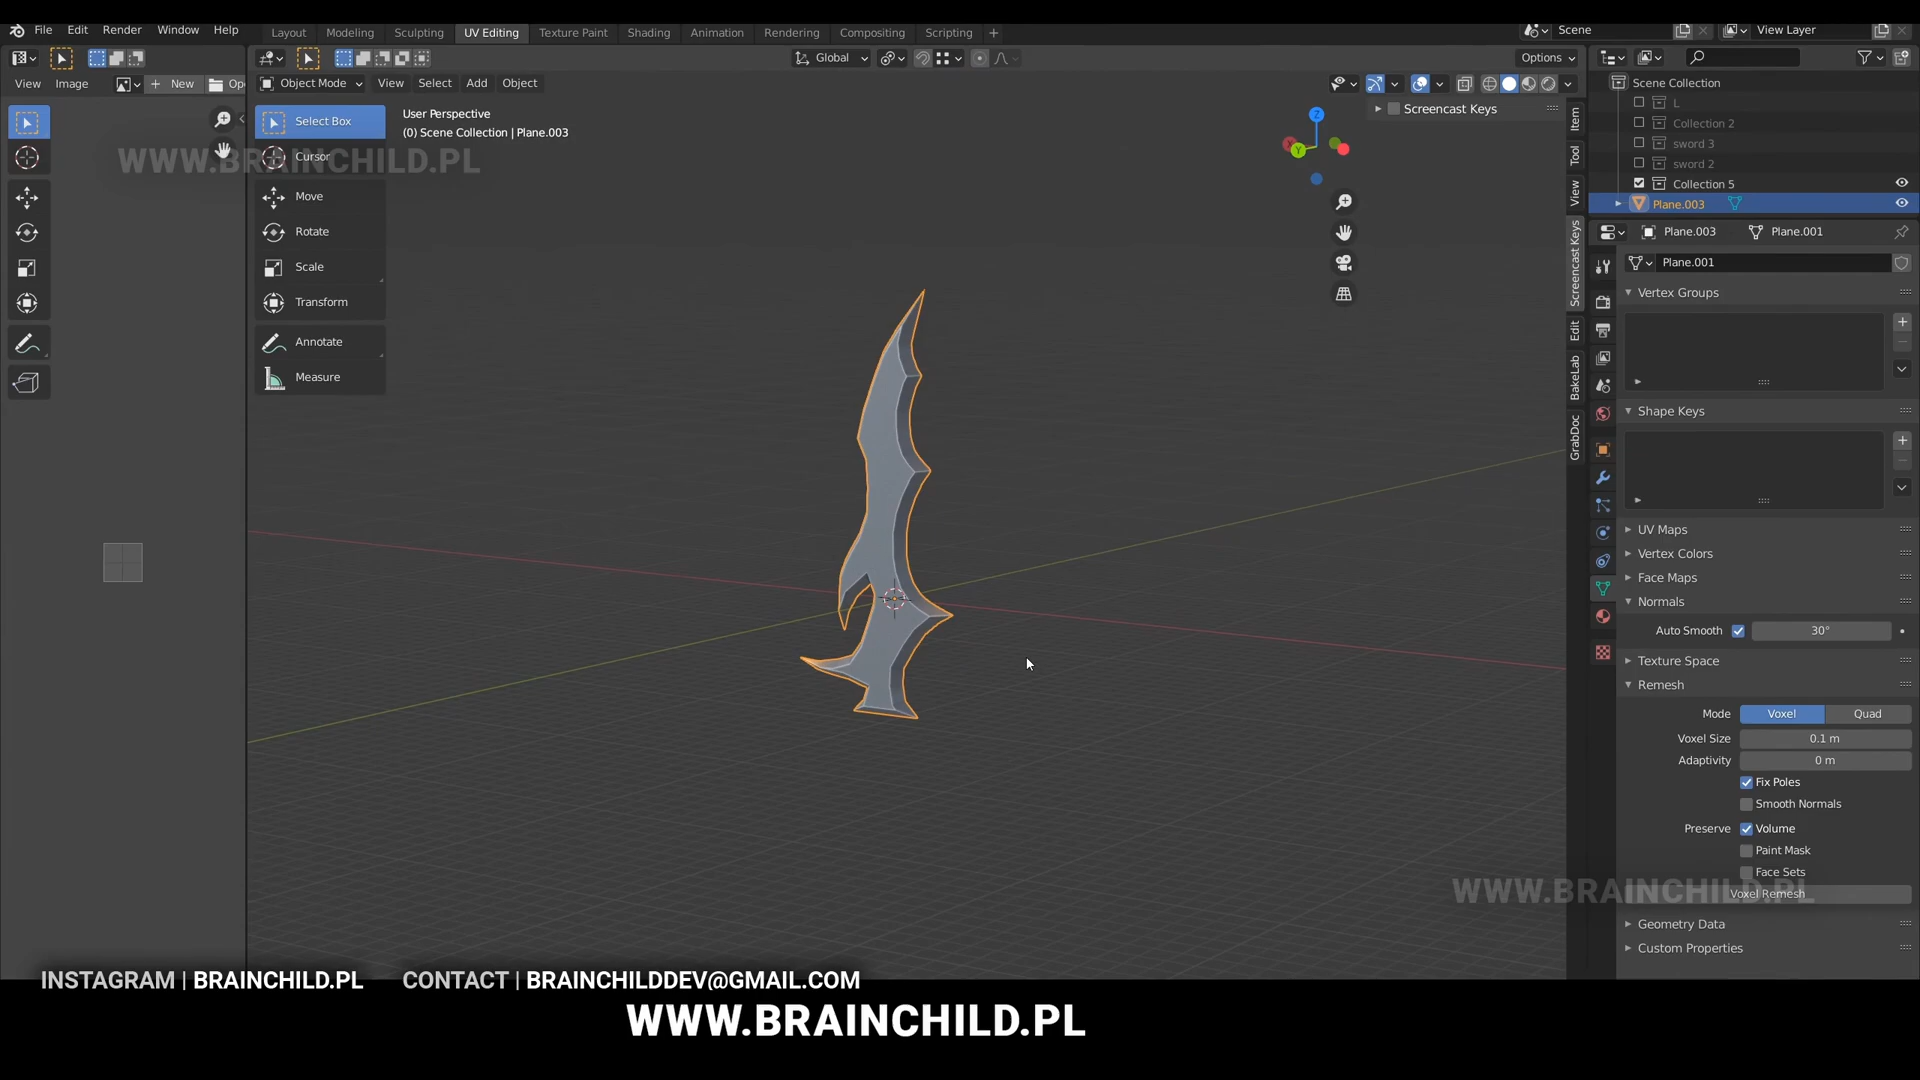 File Edit Render Window Help
Layout Modeling Sculpting UV Editing Texture Paint Shading Animation Rendering Compositing Scripting +
Scene
View Layer
Global
Options
View Image
New
Op
Object Mode
View Select Add Object
Select Box
Cursor
Move
Rotate
Scale
Transform
Annotate
Measure
User Perspective
(0) Scene Collection | Plane.003
Z
Y
Screencast Keys
Item
Tool
View
Screencast Keys
Edit
BakeLab
GrabDoc
Scene Collection
L
Collection 2
sword 3
sword 2
Collection 5
Plane.003
Plane.003
Plane.001
Plane.001
Vertex Groups
Shape Keys
UV Maps
Vertex Colors
Face Maps
Normals
Auto Smooth 30°
Texture Space
Remesh
Mode Voxel Quad
Voxel Size 0.1 m
Adaptivity 0 m
Fix Poles
Smooth Normals
Preserve Volume
Paint Mask
Face Sets
Voxel Remesh
Geometry Data
Custom Properties
WWW.BRAINCHILD.PL
WWW.BRAINCHILD.PL
INSTAGRAM | BRAINCHILD.PL CONTACT | BRAINCHILDDEV@GMAIL.COM
WWW.BRAINCHILD.PL